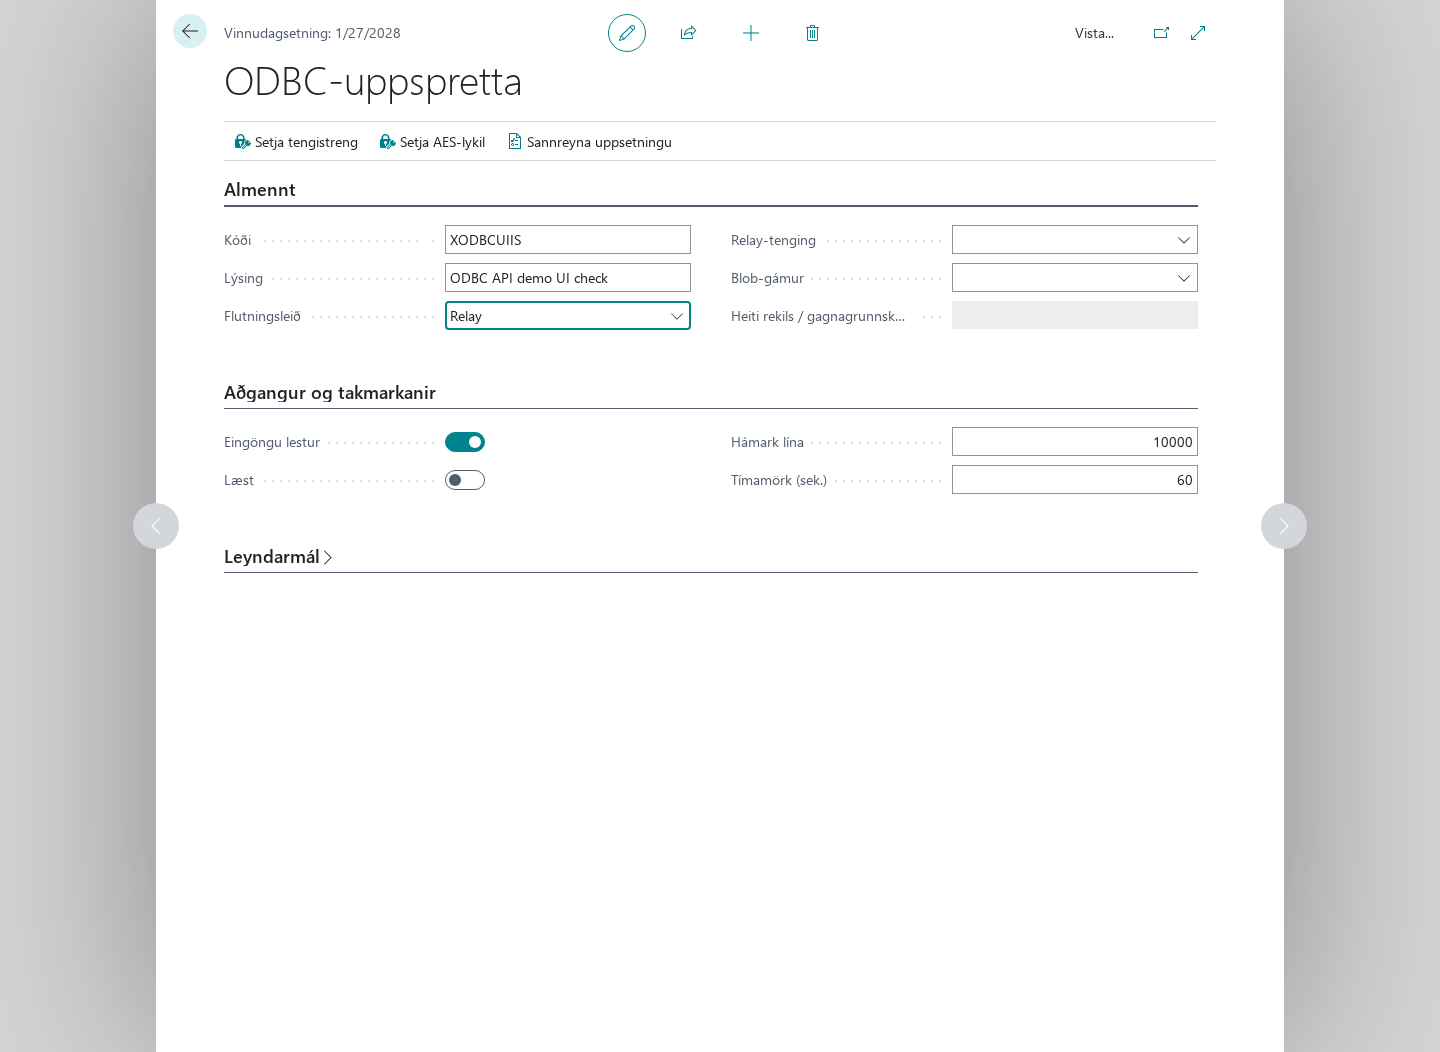 Vinnudagsetning: 1/27/2028
Vista...
ODBC-uppspretta
Setja tengistreng
Setja AES-lykil
Sannreyna uppsetningu
Almennt
Kóði
XODBCUIIS
Relay-tenging
Lýsing
ODBC API demo UI check
Blob-gámur
Flutningsleið
Relay
Heiti rekils / gagnagrunnsk...
Aðgangur og takmarkanir
Eingöngu lestur
Hámark lína
10000
Læst
Tímamörk (sek.)
60
Leyndarmál